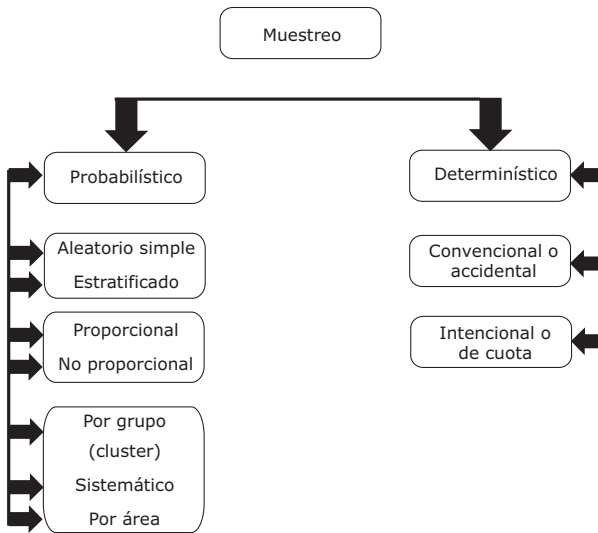 Muestreo
Probabilístico
Determinístico
Aleatorio simple
Estratificado
Convencional o
accidental
Proporcional
No proporcional
Intencional o
de cuota
Por grupo
(cluster)
Sistemático
Por área